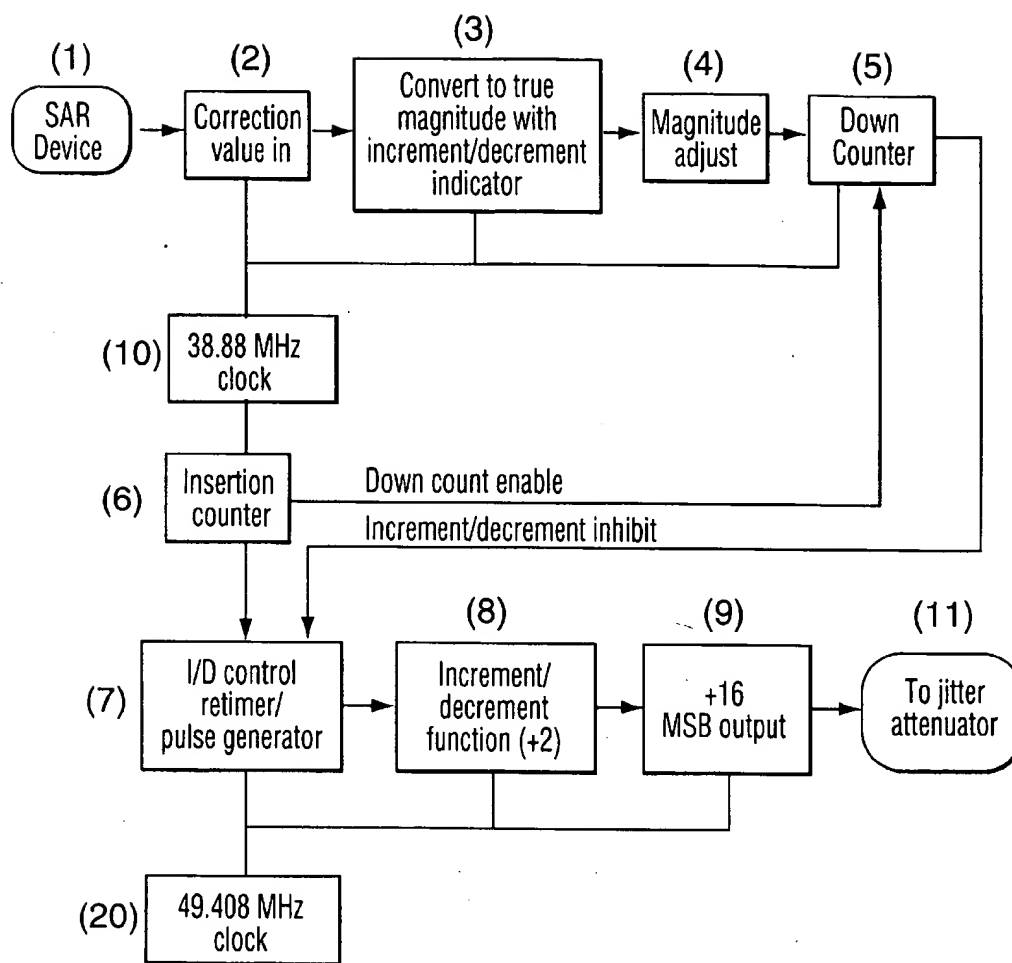 (1)
SAR
Device
(2)
Correction
value in
(3)
Convert to true
magnitude with
increment/decrement
indicator
(4)
Magnitude
adjust
(5)
Down
Counter
(10)
38.88 MHz
clock
(6)
Insertion
counter
Down count enable
Increment/decrement inhibit
(7)
I/D control
retimer/
pulse generator
(8)
Increment/
decrement
function (+2)
(9)
+16
MSB output
(11)
To jitter
attenuator
(20)
49.408 MHz
clock